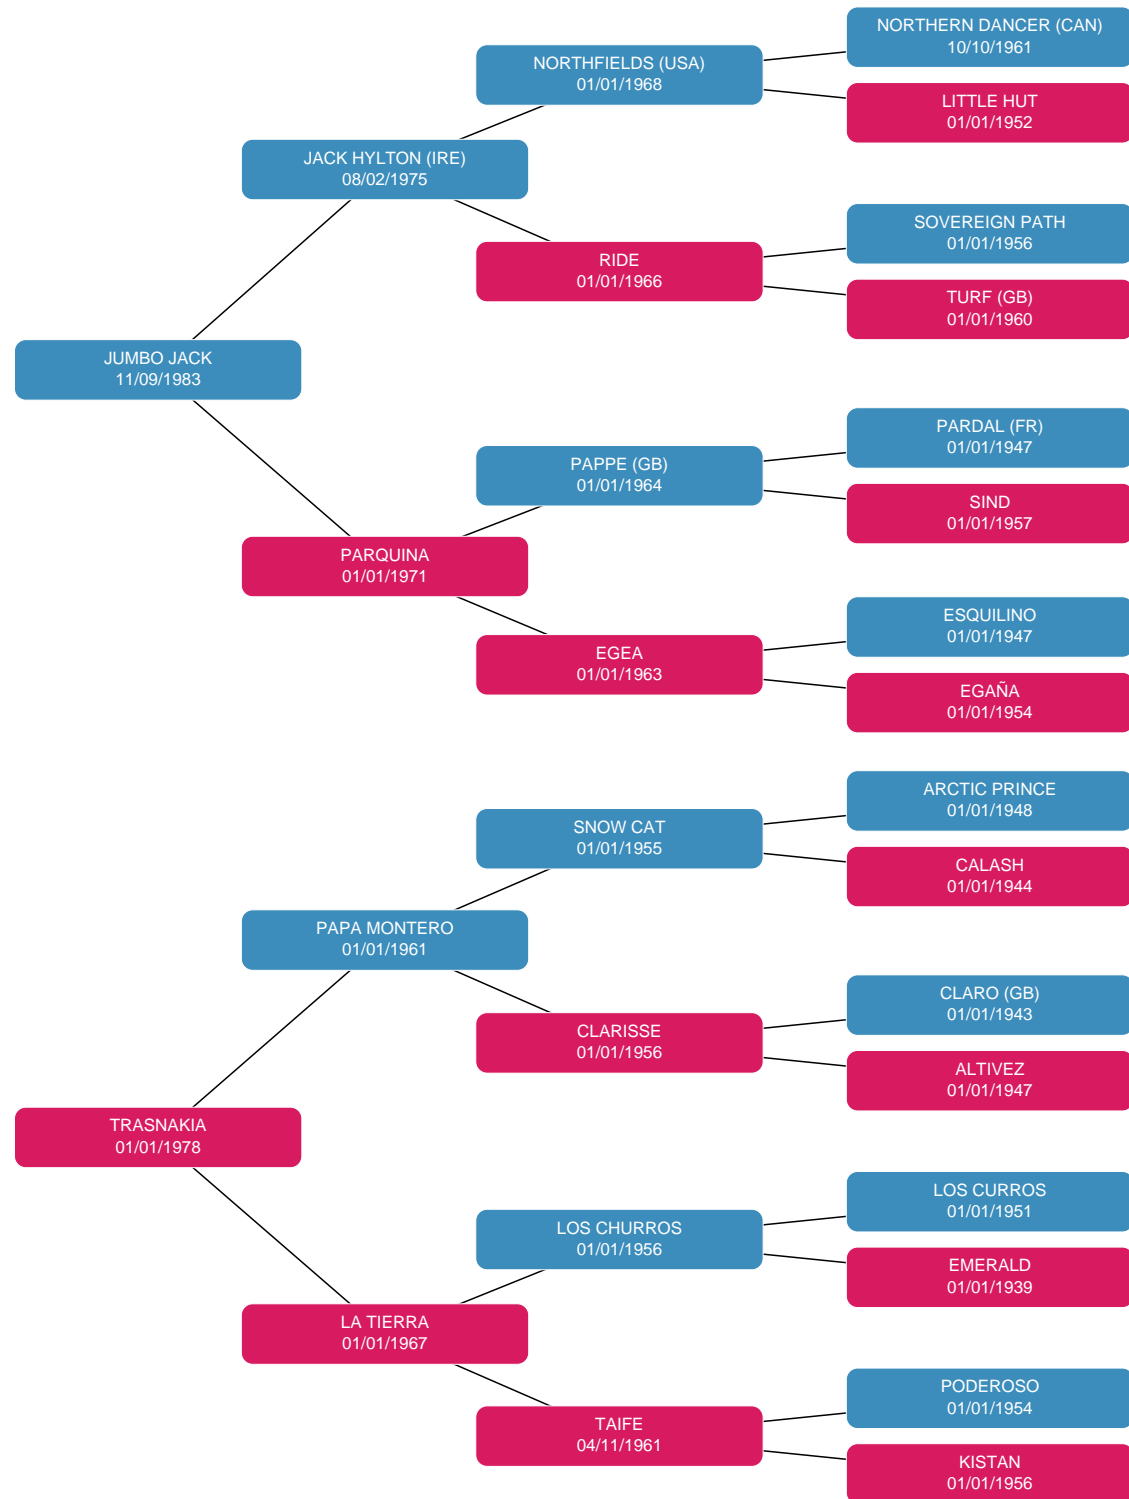 NORTHERN DANCER (CAN)
10/10/1961
NORTHFIELDS (USA)
01/01/1968
LITTLE HUT
01/01/1952
JACK HYLTON (IRE)
08/02/1975
SOVEREIGN PATH
01/01/1956
RIDE
01/01/1966
TURF (GB)
01/01/1960
JUMBO JACK
11/09/1983
PARDAL (FR)
01/01/1947
PAPPE (GB)
01/01/1964
SIND
01/01/1957
PARQUINA
01/01/1971
ESQUILINO
01/01/1947
EGEA
01/01/1963
EGAÑA
01/01/1954
ARCTIC PRINCE
01/01/1948
SNOW CAT
01/01/1955
CALASH
01/01/1944
PAPA MONTERO
01/01/1961
CLARO (GB)
01/01/1943
CLARISSE
01/01/1956
ALTIVEZ
01/01/1947
TRASNAKIA
01/01/1978
LOS CURROS
01/01/1951
LOS CHURROS
01/01/1956
EMERALD
01/01/1939
LA TIERRA
01/01/1967
PODEROSO
01/01/1954
TAIFE
04/11/1961
KISTAN
01/01/1956